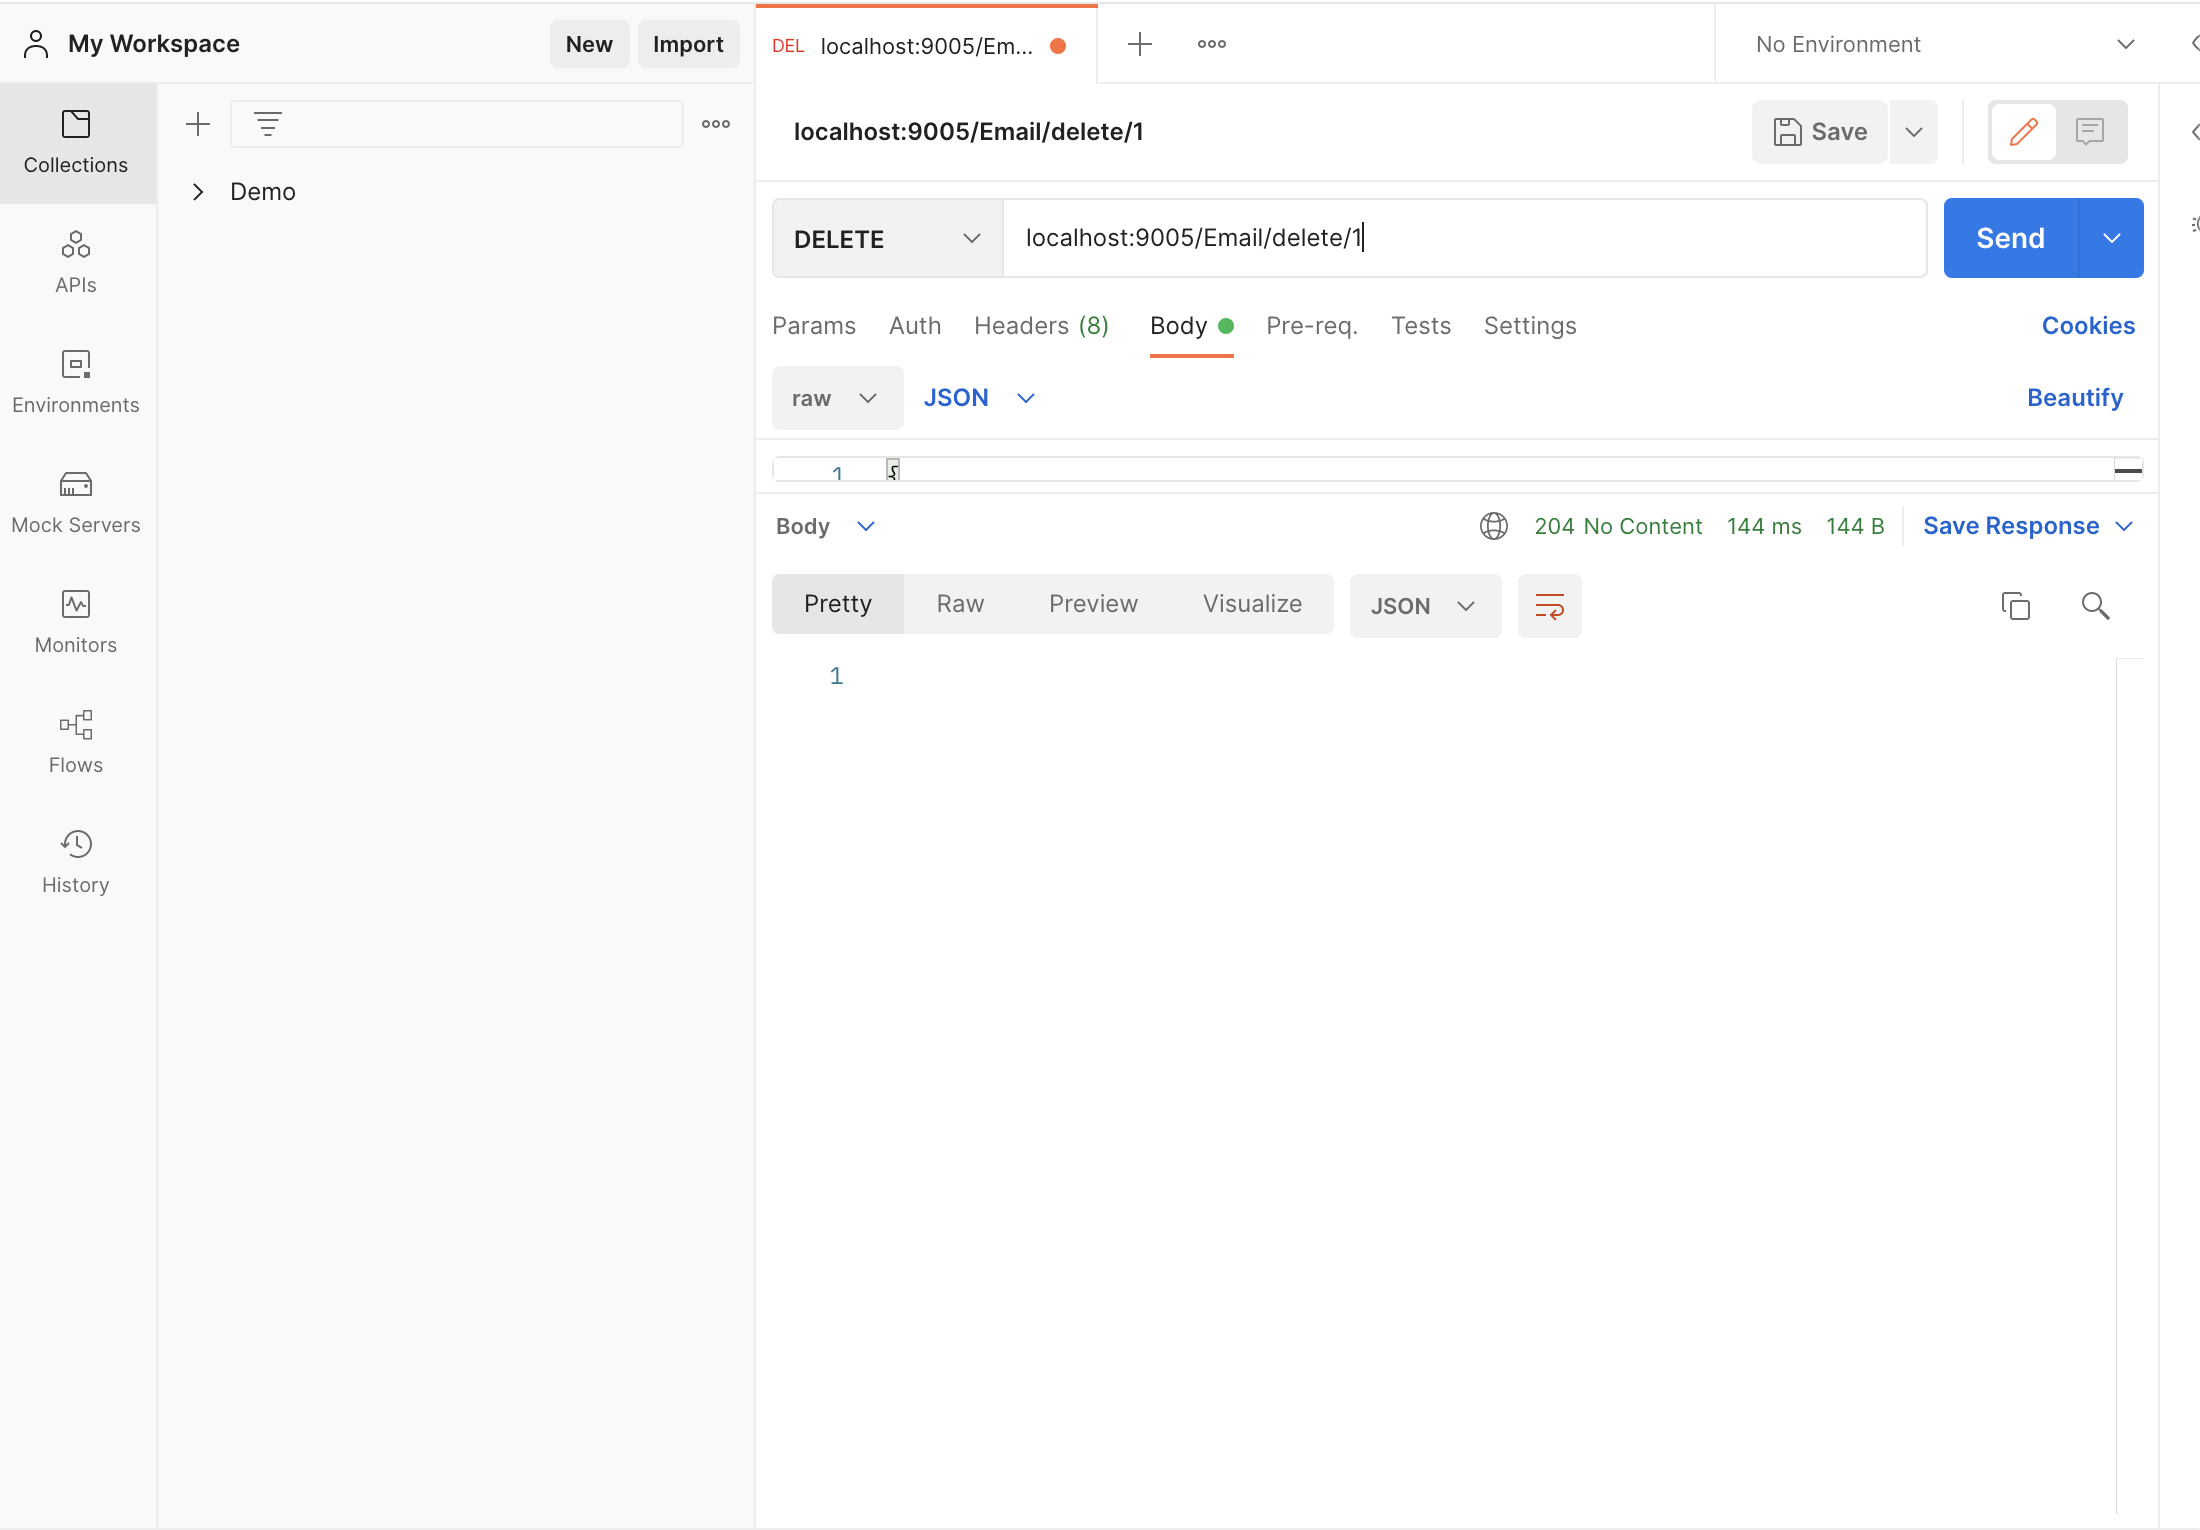 My Workspace
New
Import
DEL localhost:9005/Em...
No Environment
Collections
APIs
Environments
Mock Servers
Monitors
Flows
History
Demo
localhost:9005/Email/delete/1
Save
DELETE
localhost:9005/Email/delete/1
Send
Params Auth Headers (8) Body Pre-req. Tests Settings Cookies
raw JSON Beautify
1 {
Body 204 No Content 144 ms 144 B Save Response
Pretty Raw Preview Visualize JSON
1